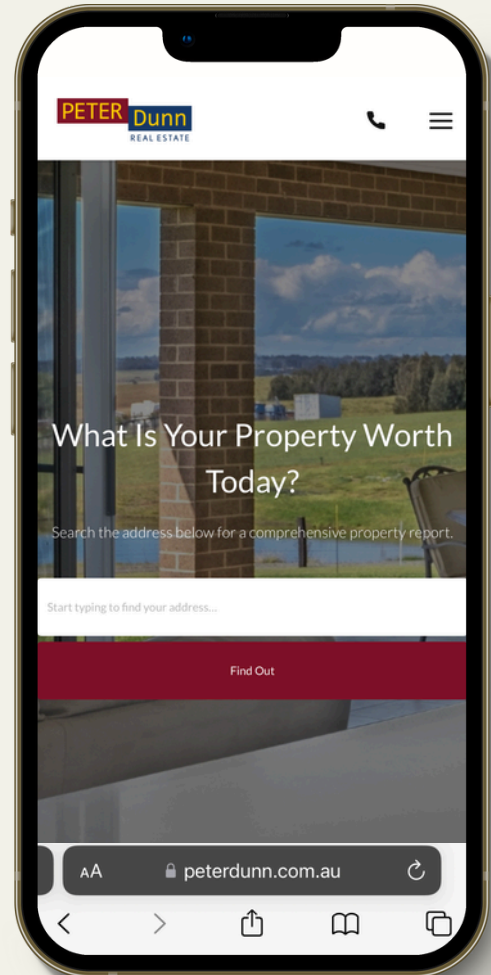 PETER
Dunn
REAL ESTATE
What Is Your Property Worth
Today?
Search the address below for a comprehensive property report.
Start typing to find your address...
Find Out
AA
peterdunn.com.au